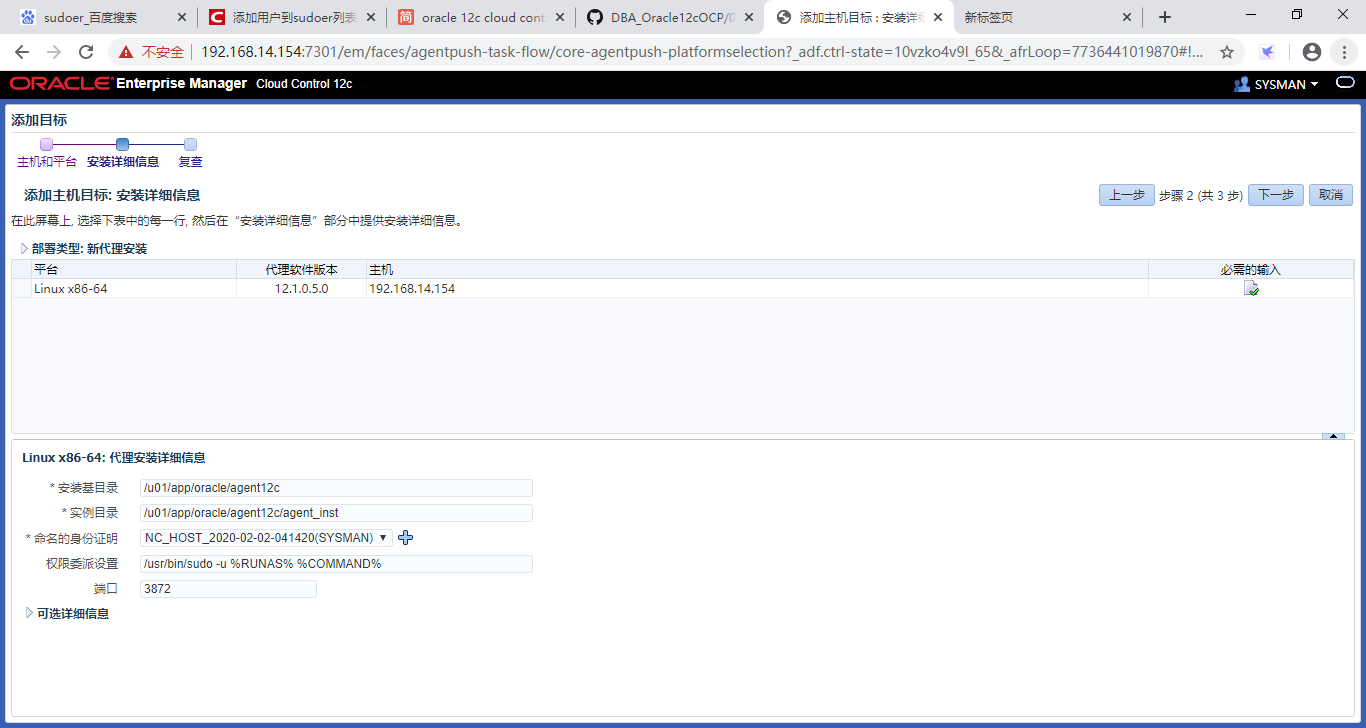 sudoer_百度搜索
添加用户到sudoer列表
oracle 12c cloud cont
DBA_Oracle12cOCP/0
添加主机目标 : 安装详细
新标签页
不安全
192.168.14.154:7301/em/faces/agentpush-task-flow/core-agentpush-platformselection?_adf.ctrl-state=10vzko4v9l_65&_afrLoop=7736441019870#!...
ORACLE Enterprise Manager Cloud Control 12c
SYSMAN
添加目标
主机和平台 安装详细信息 复查
添加主机目标: 安装详细信息
上一步 步骤 2 (共 3 步) 下一步 取消
在此屏幕上, 选择下表中的每一行, 然后在“安装详细信息”部分中提供安装详细信息。
部署类型: 新代理安装
平台 代理软件版本 主机 必需的输入
Linux x86-64 12.1.0.5.0 192.168.14.154
Linux x86-64: 代理安装详细信息
* 安装基目录 /u01/app/oracle/agent12c
* 实例目录 /u01/app/oracle/agent12c/agent_inst
* 命名的身份证明 NC_HOST_2020-02-02-041420(SYSMAN)
权限委派设置 /usr/bin/sudo -u %RUNAS% %COMMAND%
端口 3872
可选详细信息